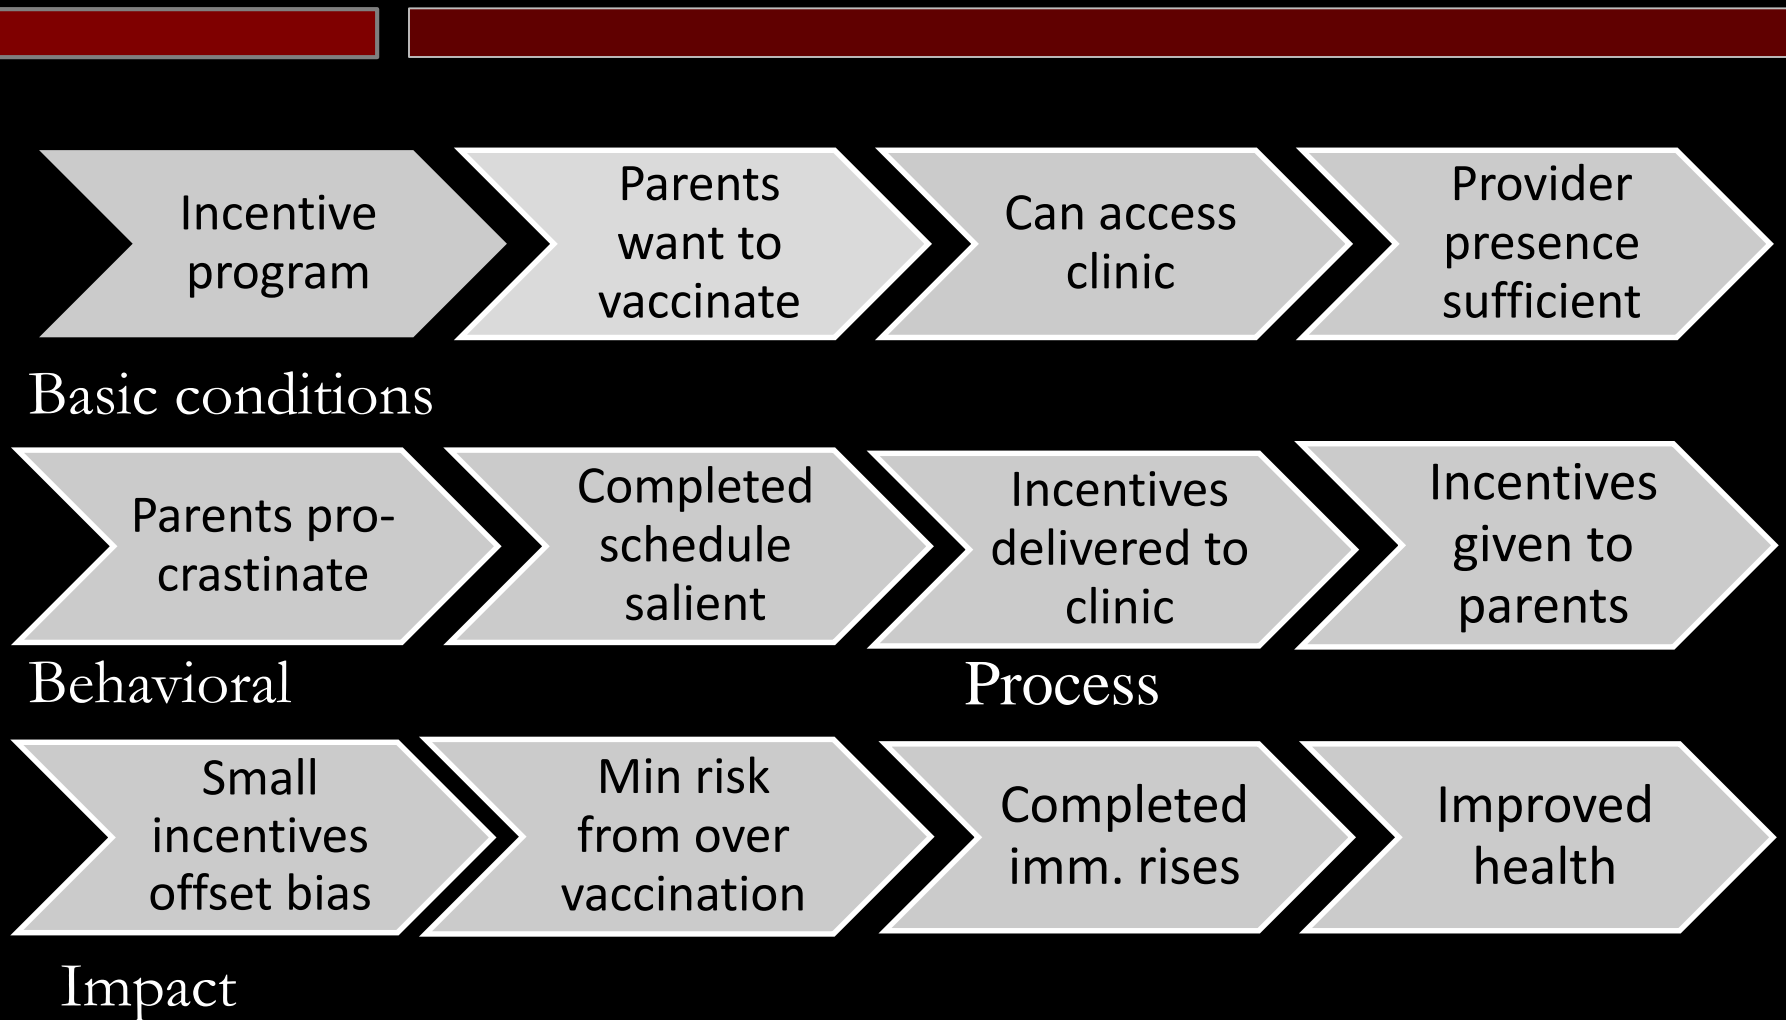 Incentive
program
Parents
want to
vaccinate
Can access
clinic
Provider
presence
sufficient
Basic conditions
Parents pro-
crastinate
Completed
schedule
salient
Incentives
delivered to
clinic
Incentives
given to
parents
Behavioral
Process
Small
incentives
offset bias
Min risk
from over
vaccination
Completed
imm. rises
Improved
health
Impact